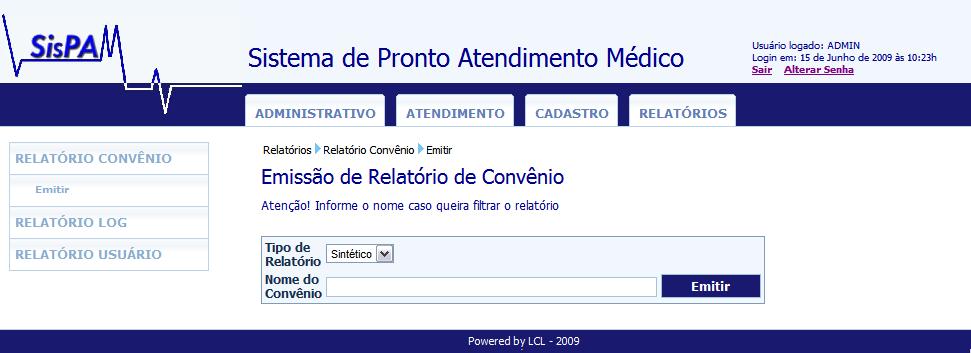 SisPA
Sistema de Pronto Atendimento Médico
Usuário logado: ADMIN
Login em: 15 de Junho de 2009 às 10:23h
Sair Alterar Senha
ADMINISTRATIVO ATENDIMENTO CADASTRO RELATÓRIOS
RELATÓRIO CONVÊNIO
Emitir
RELATÓRIO LOG
RELATÓRIO USUÁRIO
Relatórios Relatório Convênio Emitir
Emissão de Relatório de Convênio
Atenção! Informe o nome caso queira filtrar o relatório
Tipo de
Relatório
Sintético
Nome do
Convênio
Emitir
Powered by LCL - 2009